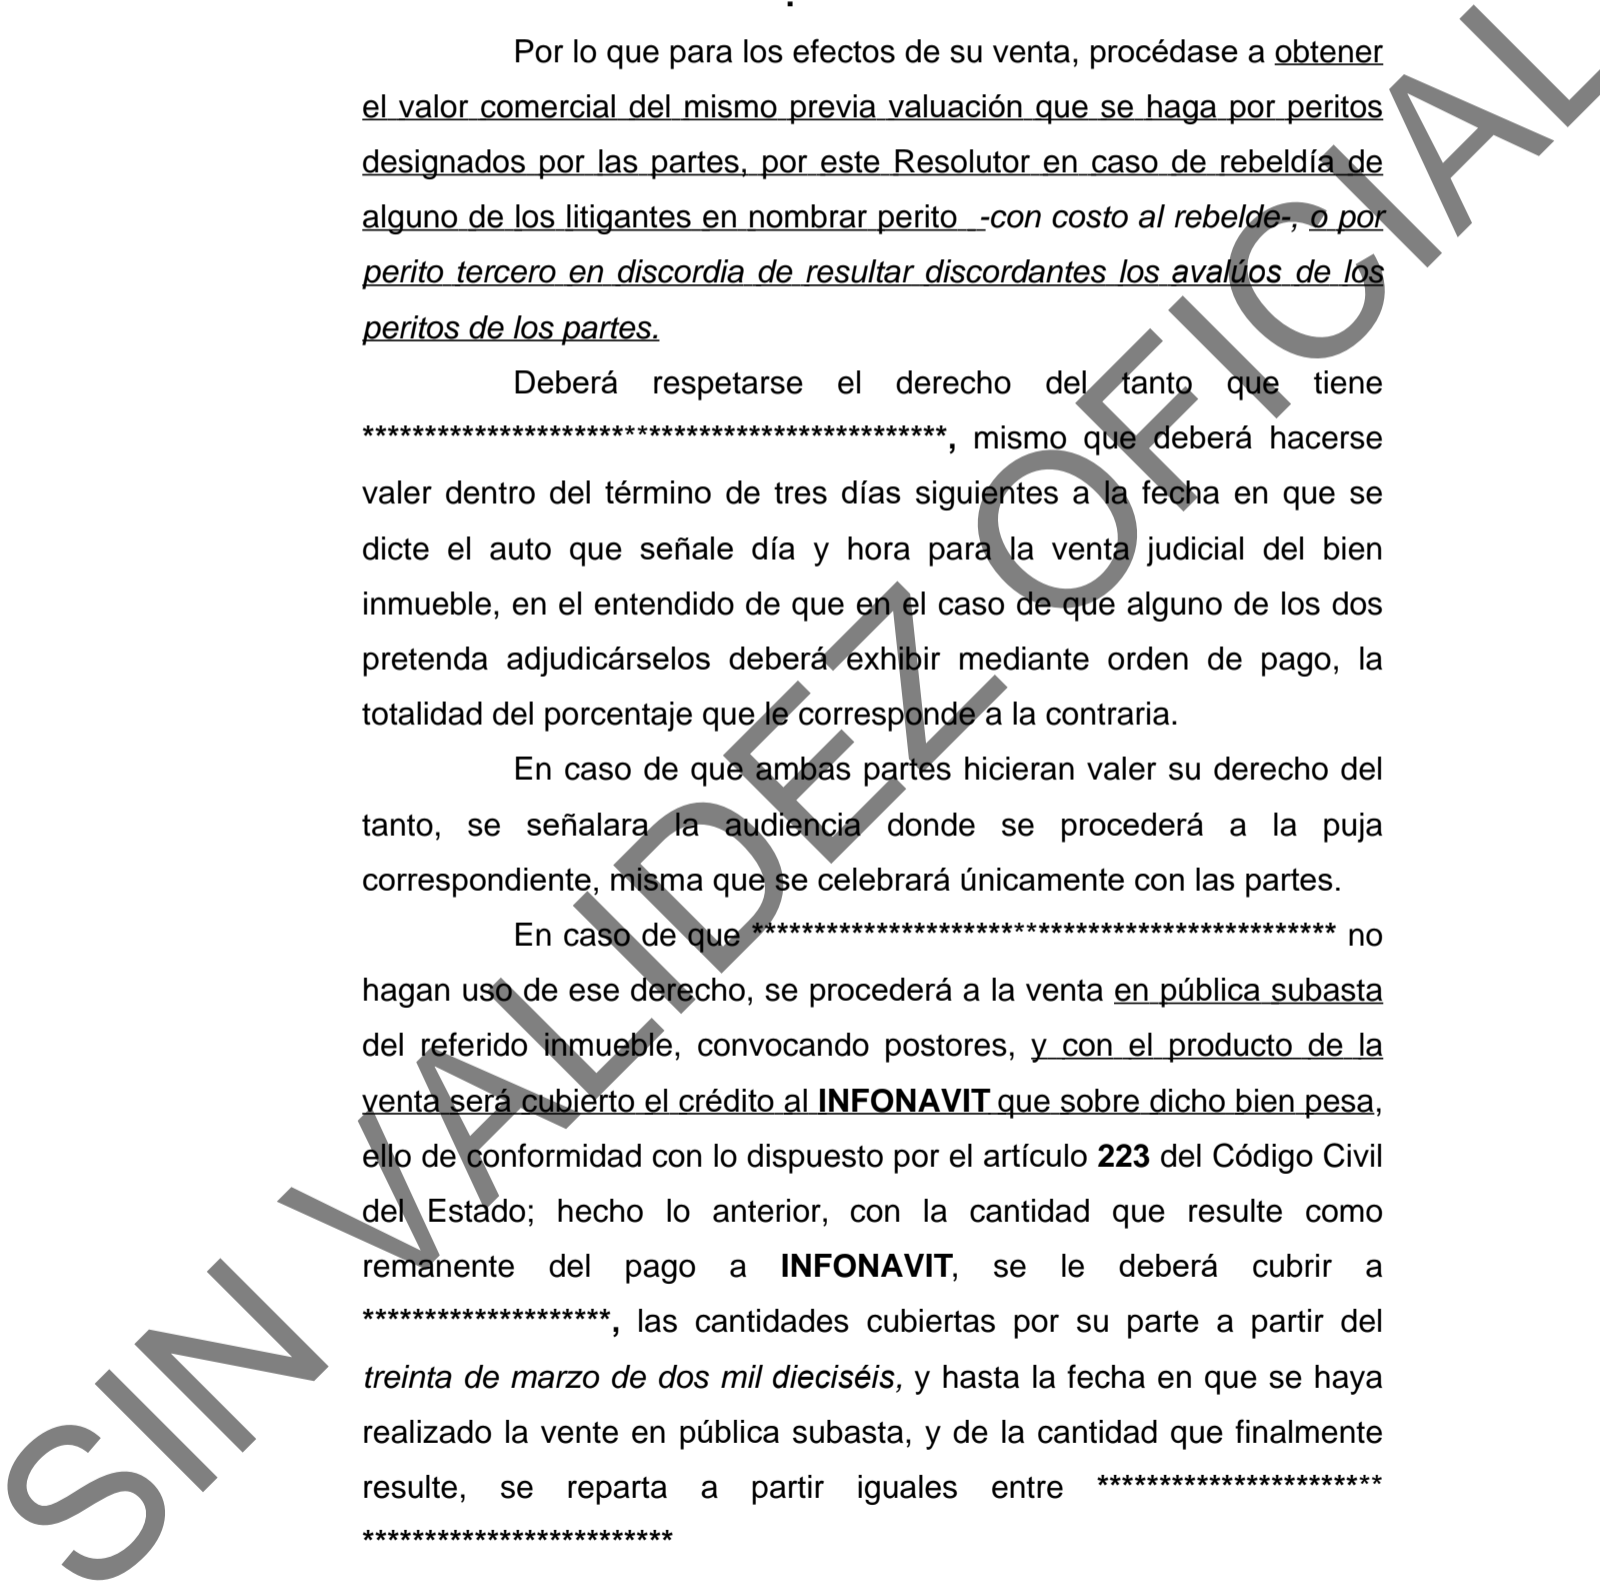 Por lo que para los efectos de su venta, procédase a obtener
el valor comercial del mismo previa valuación que se haga por peritos
designados por las partes, por este Resolutor en caso de rebeldía de
alguno de los litigantes en nombrar perito -con costo al rebelde-, o por
perito tercero en discordia de resultar discordantes los avalúos de los
peritos de los partes.
Deberá respetarse el derecho del tanto que tiene
***********************************************, mismo que deberá hacerse
valer dentro del término de tres días siguientes a la fecha en que se
dicte el auto que señale día y hora para la venta judicial del bien
inmueble, en el entendido de que en el caso de que alguno de los dos
pretenda adjudicárselos deberá exhibir mediante orden de pago, la
totalidad del porcentaje que le corresponde a la contraria.
En caso de que ambas partes hicieran valer su derecho del
tanto, se señalara la audiencia donde se procederá a la puja
correspondiente, misma que se celebrará únicamente con las partes.
En caso de que *********************************************** no
hagan uso de ese derecho, se procederá a la venta en pública subasta
del referido inmueble, convocando postores, y con el producto de la
venta será cubierto el crédito al INFONAVIT que sobre dicho bien pesa,
ello de conformidad con lo dispuesto por el artículo 223 del Código Civil
del Estado; hecho lo anterior, con la cantidad que resulte como
remanente del pago a INFONAVIT, se le deberá cubrir a
********************, las cantidades cubiertas por su parte a partir del
treinta de marzo de dos mil dieciséis, y hasta la fecha en que se haya
realizado la vente en pública subasta, y de la cantidad que finalmente
resulte, se reparta a partir iguales entre ***********************
*************************
SIN VALIDEZ OFICIAL